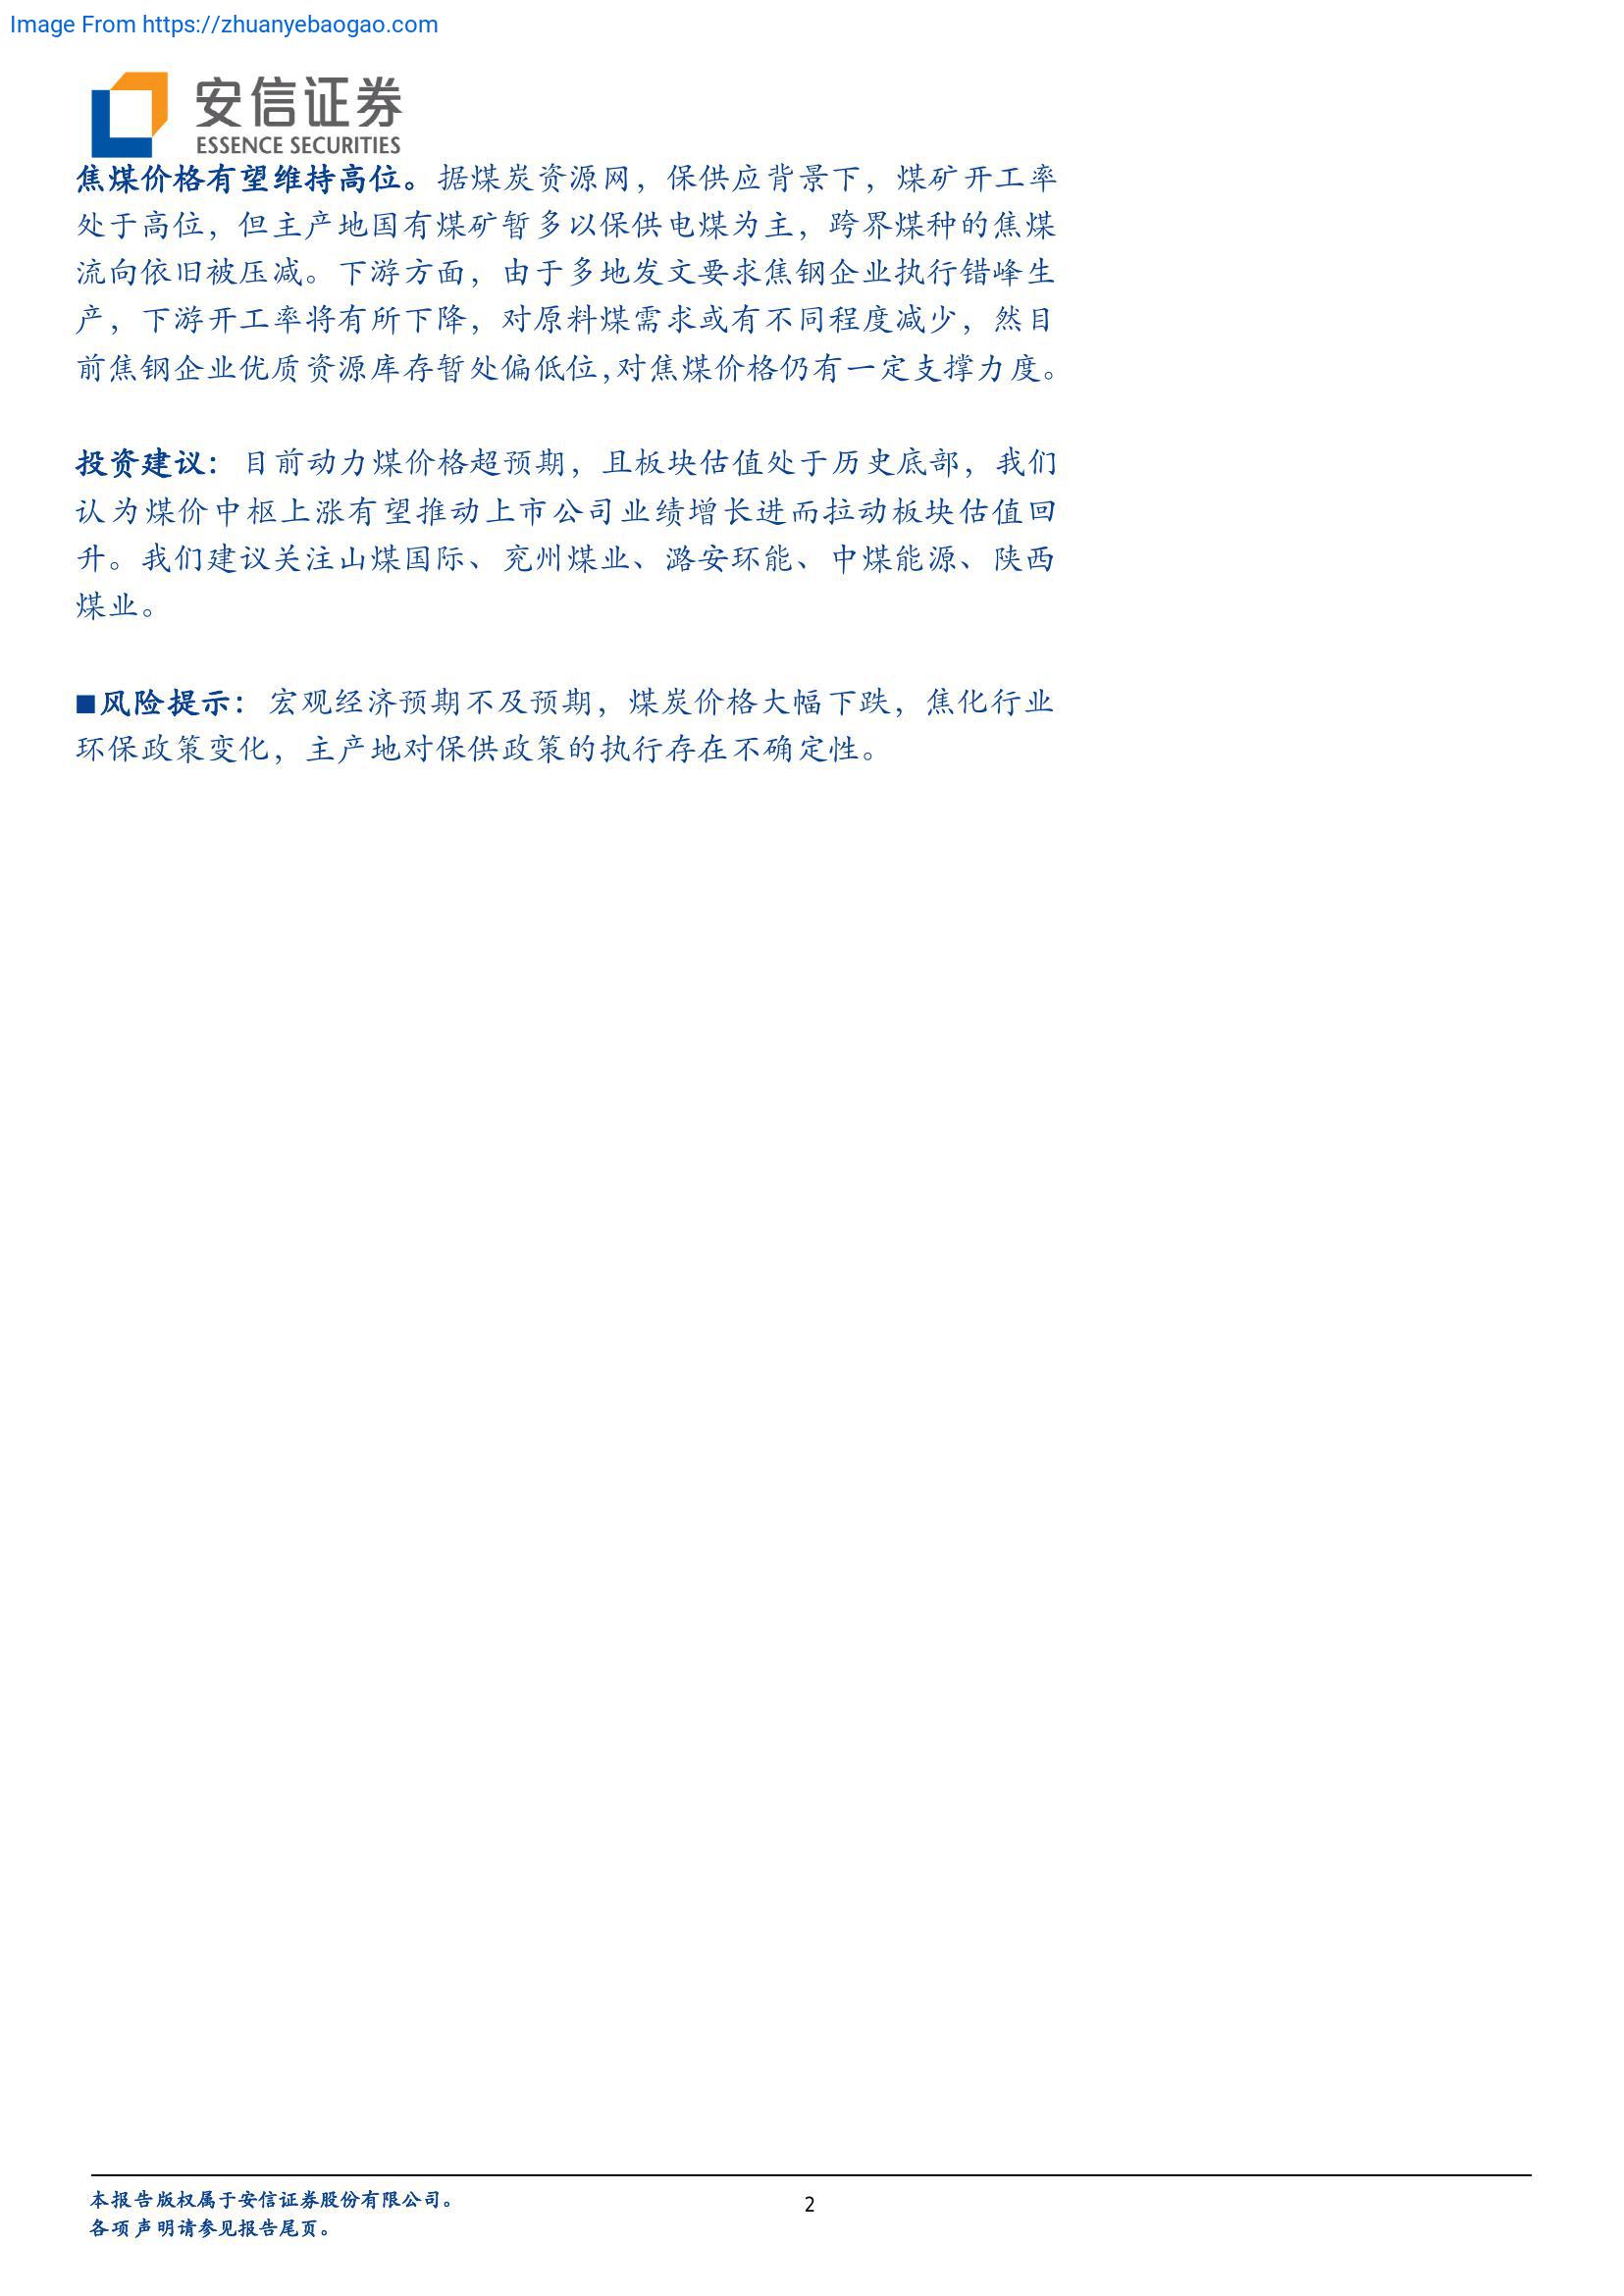 Image From https://zhuanyebaogao.com
安信证券
ESSENCE SECURITIES
焦煤价格有望维持高位。据煤炭资源网，保供应背景下，煤矿开工率
处于高位，但主产地国有煤矿暂多以保供电煤为主，跨界煤种的焦煤
流向依旧被压减。下游方面，由于多地发文要求焦钢企业执行错峰生
产，下游开工率将有所下降，对原料煤需求或有不同程度减少，然目
前焦钢企业优质资源库存暂处偏低位,对焦煤价格仍有一定支撑力度。
投资建议：目前动力煤价格超预期，且板块估值处于历史底部，我们
认为煤价中枢上涨有望推动上市公司业绩增长进而拉动板块估值回
升。我们建议关注山煤国际、兖州煤业、潞安环能、中煤能源、陕西
煤业。
■风险提示：宏观经济预期不及预期，煤炭价格大幅下跌，焦化行业
环保政策变化，主产地对保供政策的执行存在不确定性。
本报告版权属于安信证券股份有限公司。
2
各项声明请参见报告尾页。